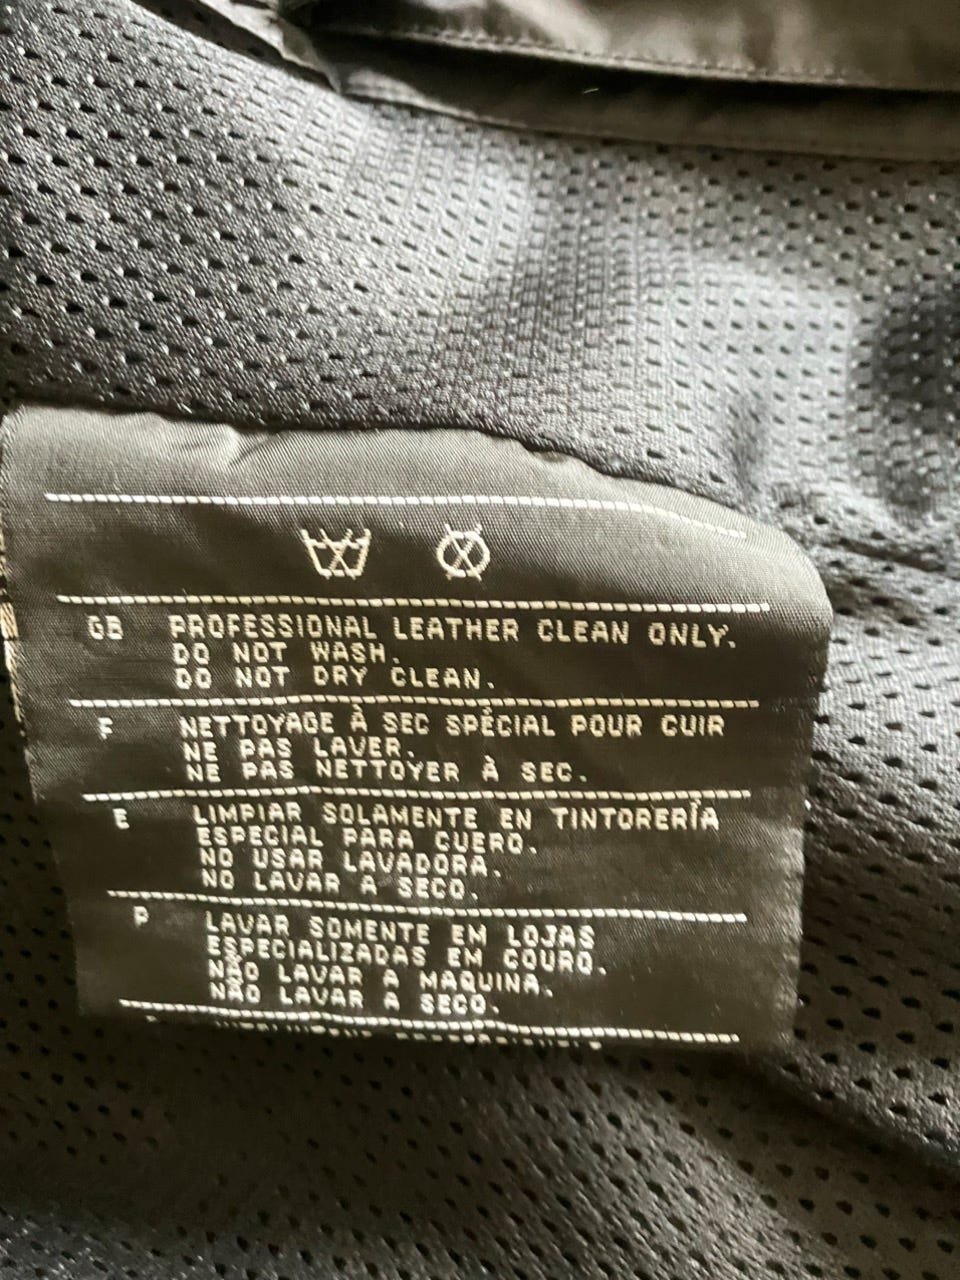 GB PROFESSIONAL LEATHER CLEAN ONLY.
DO NOT WASH.
DO NOT DRY CLEAN.
F NETTOYAGE À SEC SPÉCIAL POUR CUIR
NE PAS LAVER.
NE PAS NETTOYER À SEC.
E LIMPIAR SOLAMENTE EN TINTORERÍA
ESPECIAL PARA CUERO.
NO USAR LAVADORA.
NO LAVAR A SECO.
P LAVAR SOMENTE EM LOJAS
ESPECIALIZADAS EM COURO.
NÃO LAVAR A MAQUINA.
NÃO LAVAR A SECO.